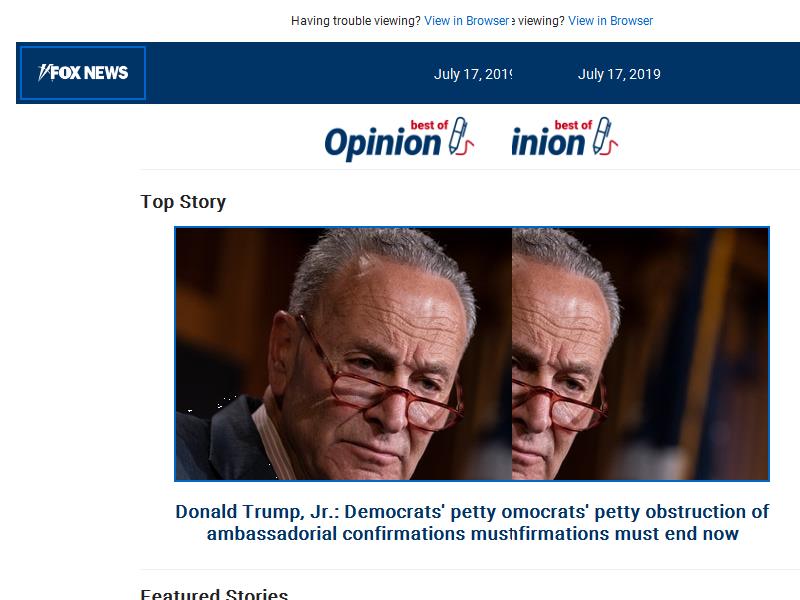 Having trouble viewing? View in Browsere viewing? View in Browser
FOX NEWS
July 17, 2019 July 17, 2019
best of best of
Opinion inion
Top Story
Donald Trump, Jr.: Democrats' petty omocrats' petty obstruction of
ambassadorial confirmations mushfirmations must end now
Featured Stories